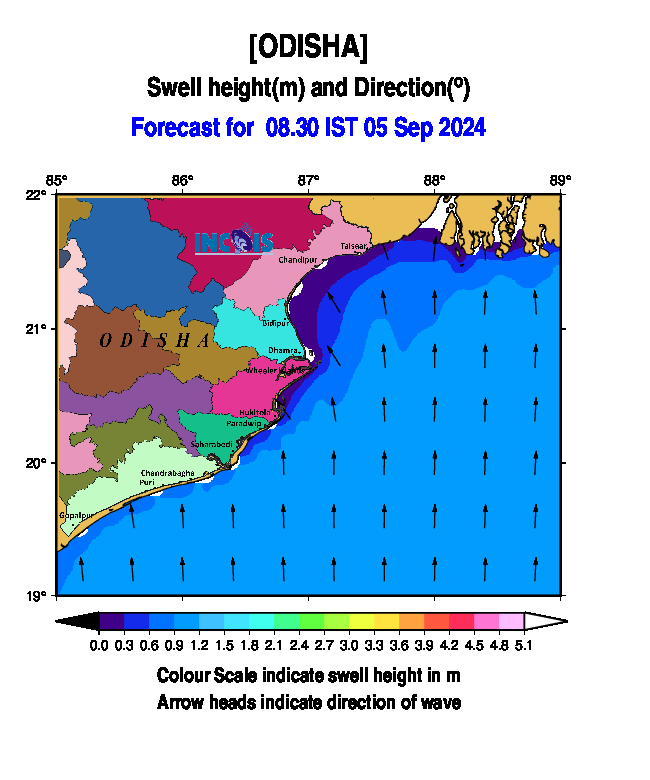 [ODISHA]
Swell height(m) and Direction(º)
Forecast for 08.30 IST 05 Sep 2024
85° 86° 87° 88° 89°
22°
INCOIS
Talseri
Chandipur
Bidipur
21°
ODISHA
Dhamra
Wheeler
Hukitola
Paradwip
Saharabedi
20°
Chandrabagha
Puri
Gopalpur
19°
0.0 0.3 0.6 0.9 1.2 1.5 1.8 2.1 2.4 2.7 3.0 3.3 3.6 3.9 4.2 4.5 4.8 5.1
Colour Scale indicate swell height in m
Arrow heads indicate direction of wave